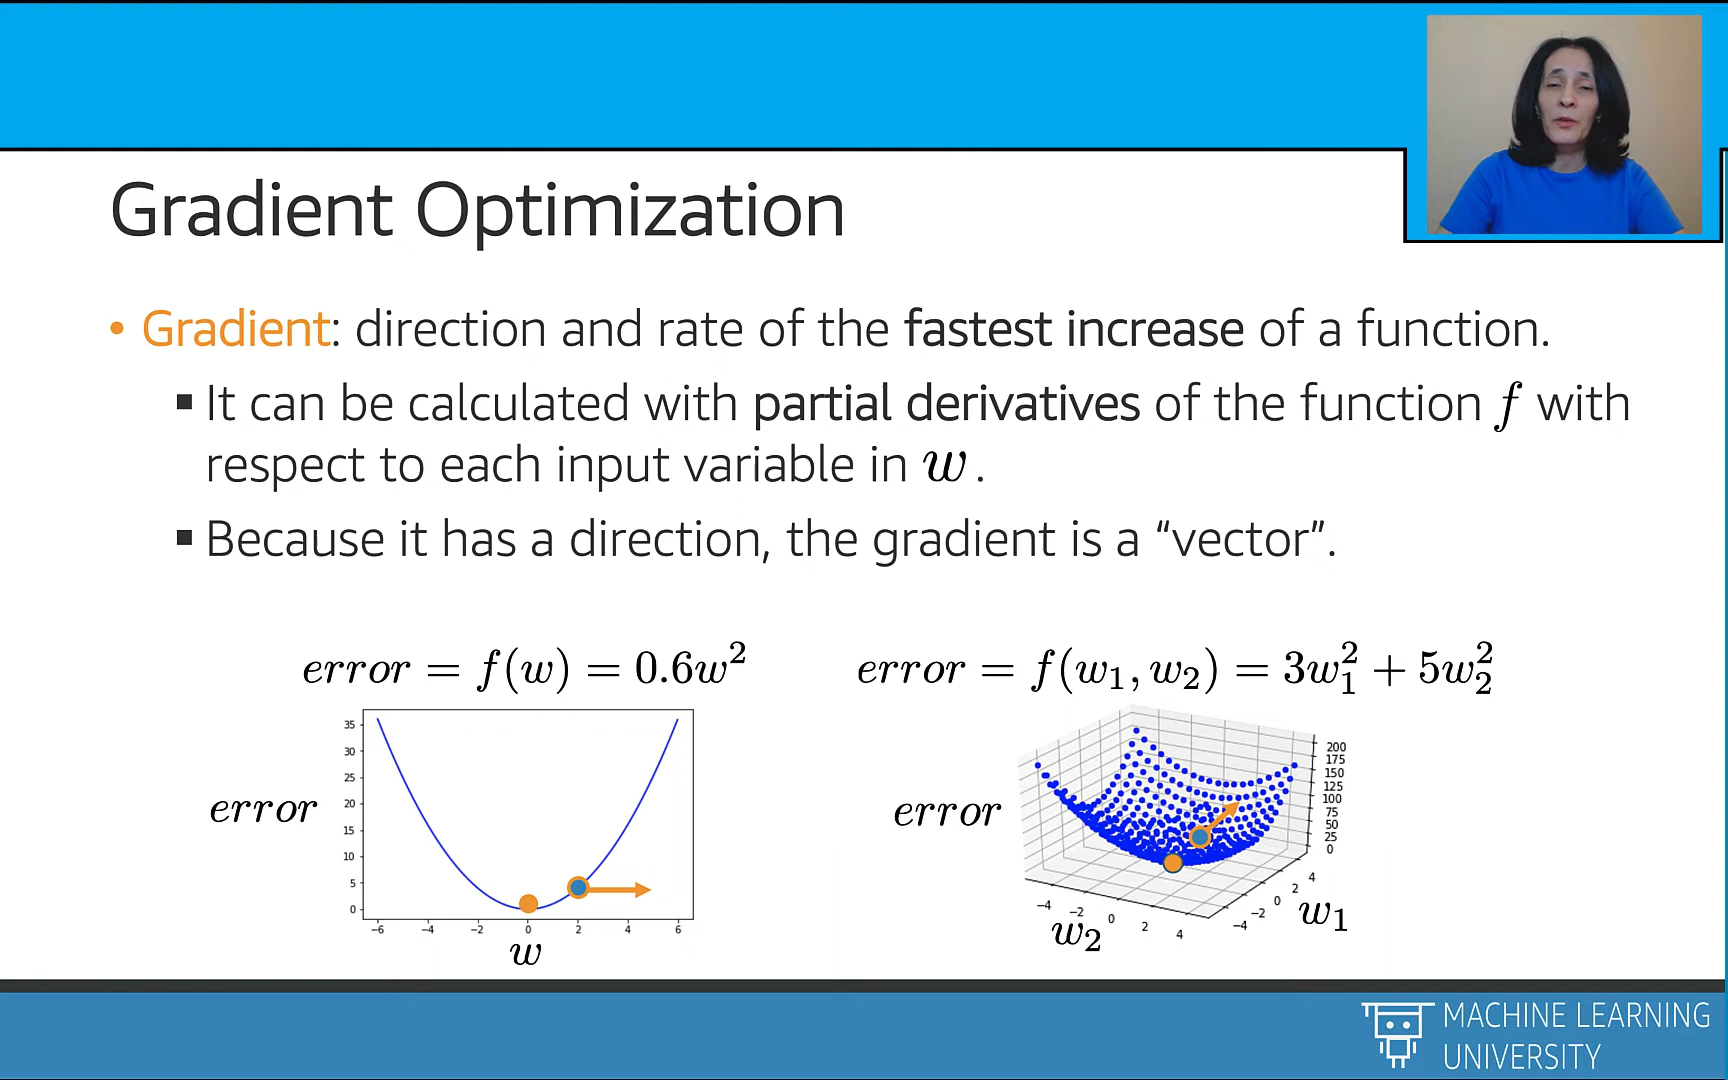 Gradient Optimization
• Gradient: direction and rate of the fastest increase of a function.
▪ It can be calculated with partial derivatives of the function f with
respect to each input variable in w.
▪ Because it has a direction, the gradient is a “vector”.
error = f(w) = 0.6w²
35
30
25
20
15
10
5
0
error
−6 −4 −2 0 2 4 6
w
error = f(w₁, w₂) = 3w₁² + 5w₂²
200
175
150
125
100
75
50
25
0
error
−4 −2 0 2 4
w₂
−4 −2 0 2 4
w₁
MACHINE LEARNING
UNIVERSITY